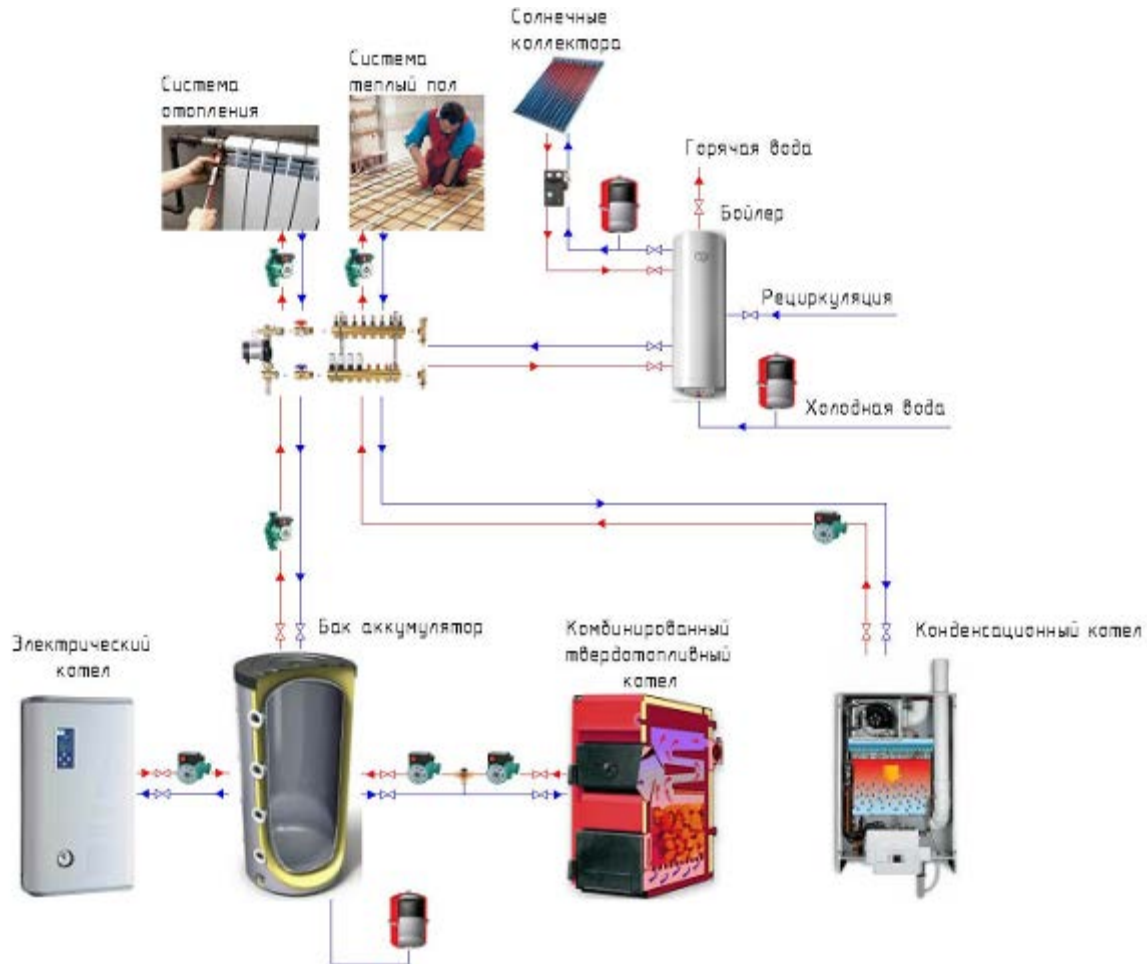 Солнечные
коллектора
Система
теплый пол
Система
отопления
Горячая вода
Бойлер
Рециркуляция
Холодная вода
Бак аккумулятор
Электрический
котел
Комбинированный
твердотопливный
котел
Конденсационный котел